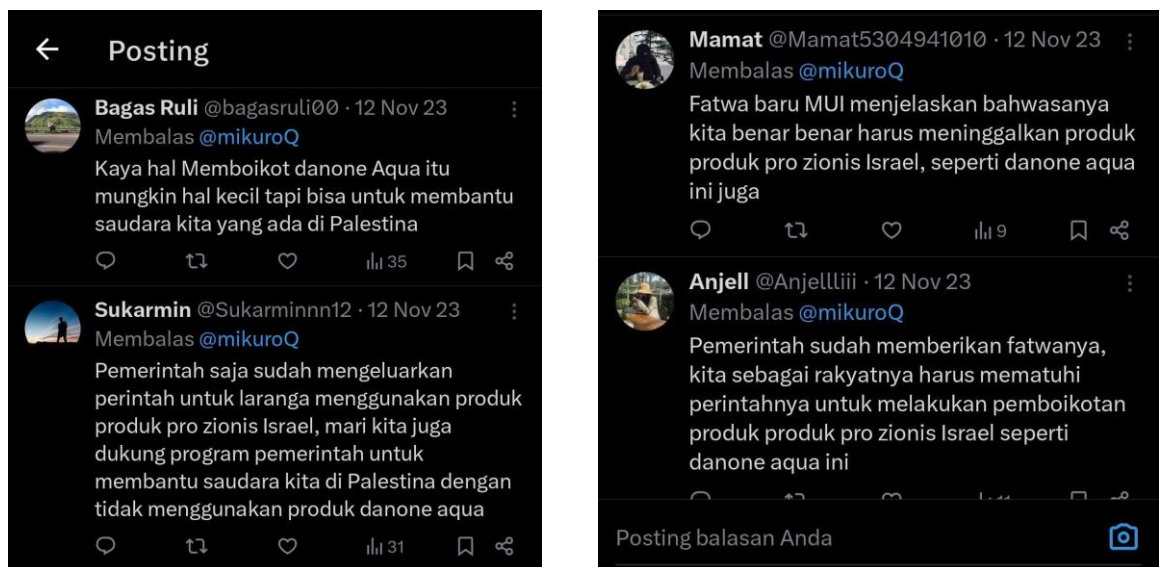 Posting
Bagas Ruli @bagasruli00 · 12 Nov 23
Membalas @mikuroQ
Kaya hal Memboikot danone Aqua itu
mungkin hal kecil tapi bisa untuk membantu
saudara kita yang ada di Palestina
35
Sukarmin @Sukarminnn12 · 12 Nov 23
Membalas @mikuroQ
Pemerintah saja sudah mengeluarkan
perintah untuk laranga menggunakan produk
produk pro zionis Israel, mari kita juga
dukung program pemerintah untuk
membantu saudara kita di Palestina dengan
tidak menggunakan produk danone aqua
31
Mamat @Mamat5304941010 · 12 Nov 23
Membalas @mikuroQ
Fatwa baru MUI menjelaskan bahwasanya
kita benar benar harus meninggalkan produk
produk pro zionis Israel, seperti danone aqua
ini juga
9
Anjell @Anjellliii · 12 Nov 23
Membalas @mikuroQ
Pemerintah sudah memberikan fatwanya,
kita sebagai rakyatnya harus mematuhi
perintahnya untuk melakukan pemboikotan
produk produk pro zionis Israel seperti
danone aqua ini
Posting balasan Anda